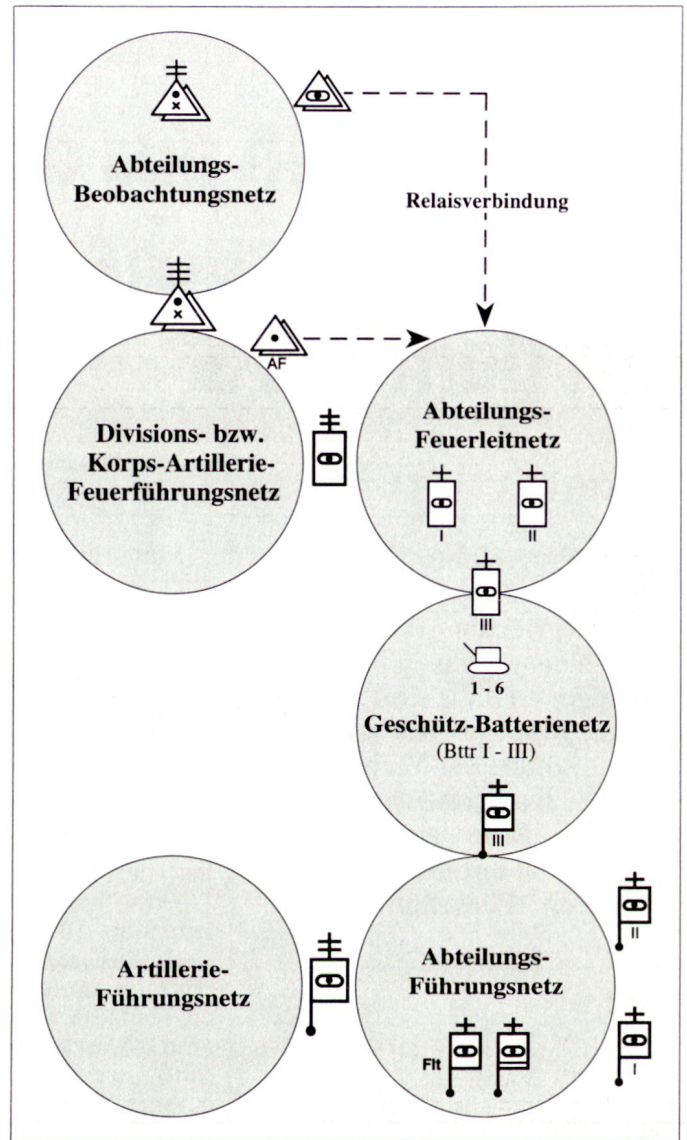 Abteilungs-
Beobachtungsnetz
Relaisverbindung
AF
Divisions- bzw.
Korps-Artillerie-
Feuerführungsnetz
Abteilungs-
Feuerleitnetz
I
II
III
1 - 6
Geschütz-Batterienetz
(Bttr I - III)
III
Artillerie-
Führungsnetz
Abteilungs-
Führungsnetz
II
Flt
I